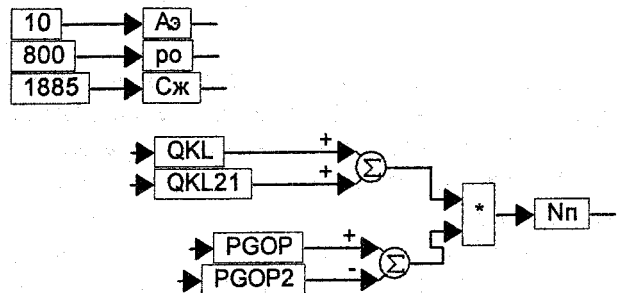 10 Аэ
800 ро
1885 Сж
QKL +
QKL21 + Σ
* Nп
PGOP +
PGOP2 - Σ